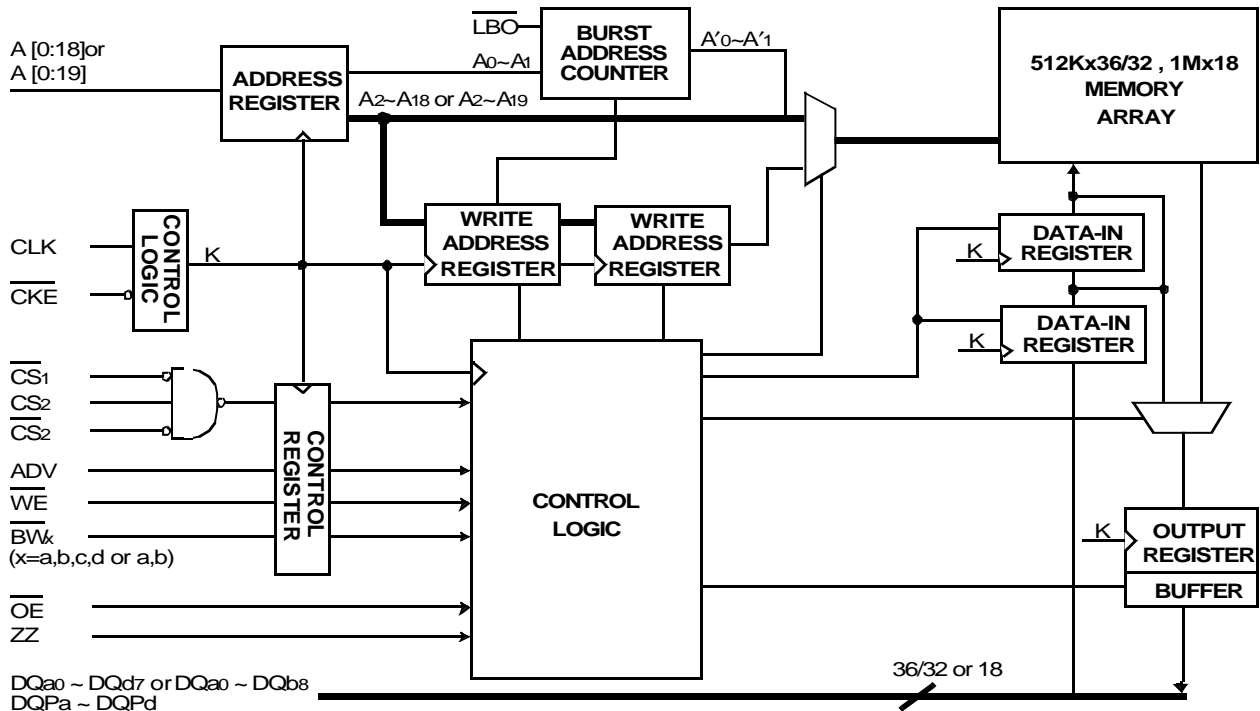 LBO
BURST
ADDRESS
COUNTER
A′0~A′1
A [0:18]or
A [0:19]
ADDRESS
REGISTER
A0~A1
A2~A18 or A2~A19
512Kx36/32 , 1Mx18
MEMORY
ARRAY
CLK
CKE
CONTROL
LOGIC
K
WRITE
ADDRESS
REGISTER
WRITE
ADDRESS
REGISTER
DATA-IN
REGISTER
K
DATA-IN
REGISTER
K
CS1
CS2
CS2
ADV
WE
BWx
(x=a,b,c,d or a,b)
CONTROL
REGISTER
CONTROL
LOGIC
K
OUTPUT
REGISTER
BUFFER
OE
ZZ
DQa0 ~ DQd7 or DQa0 ~ DQb8
DQPa ~ DQPd
36/32 or 18